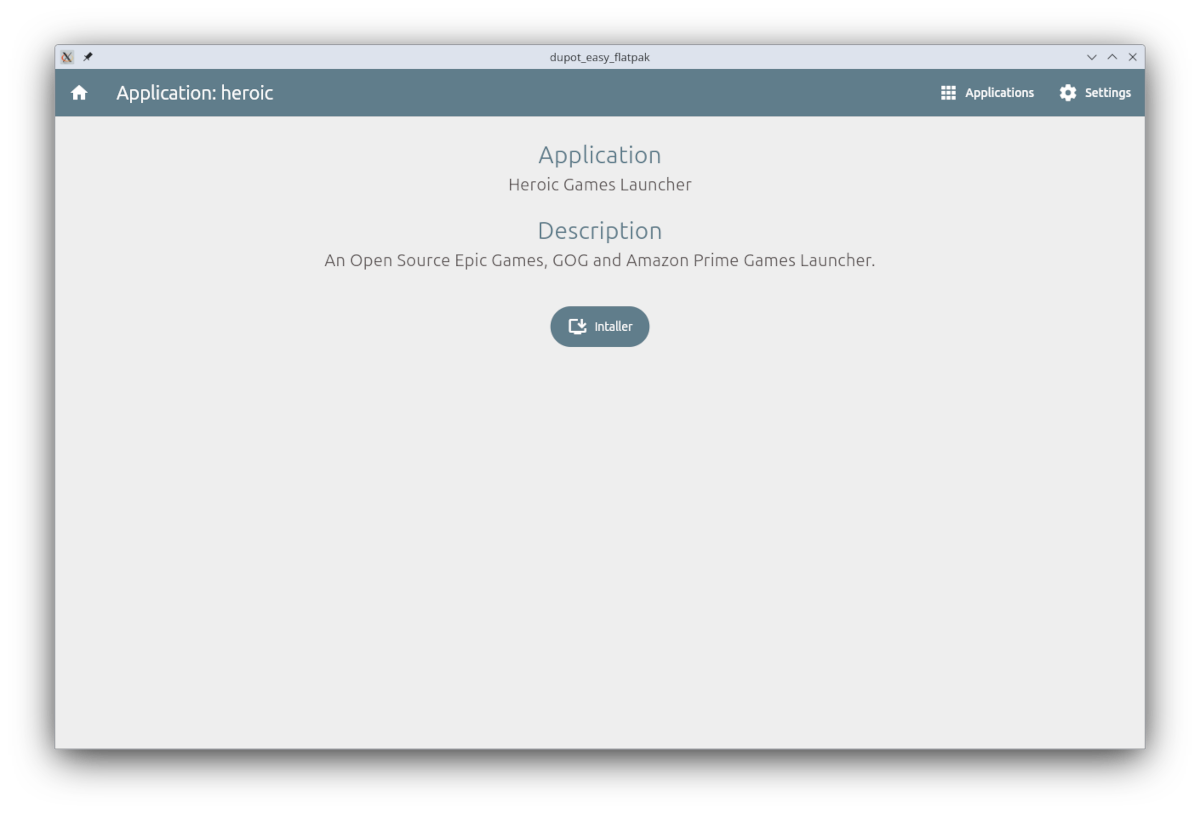 dupot_easy_flatpak
Application: heroic
Applications
Settings
Application
Heroic Games Launcher
Description
An Open Source Epic Games, GOG and Amazon Prime Games Launcher.
Intaller